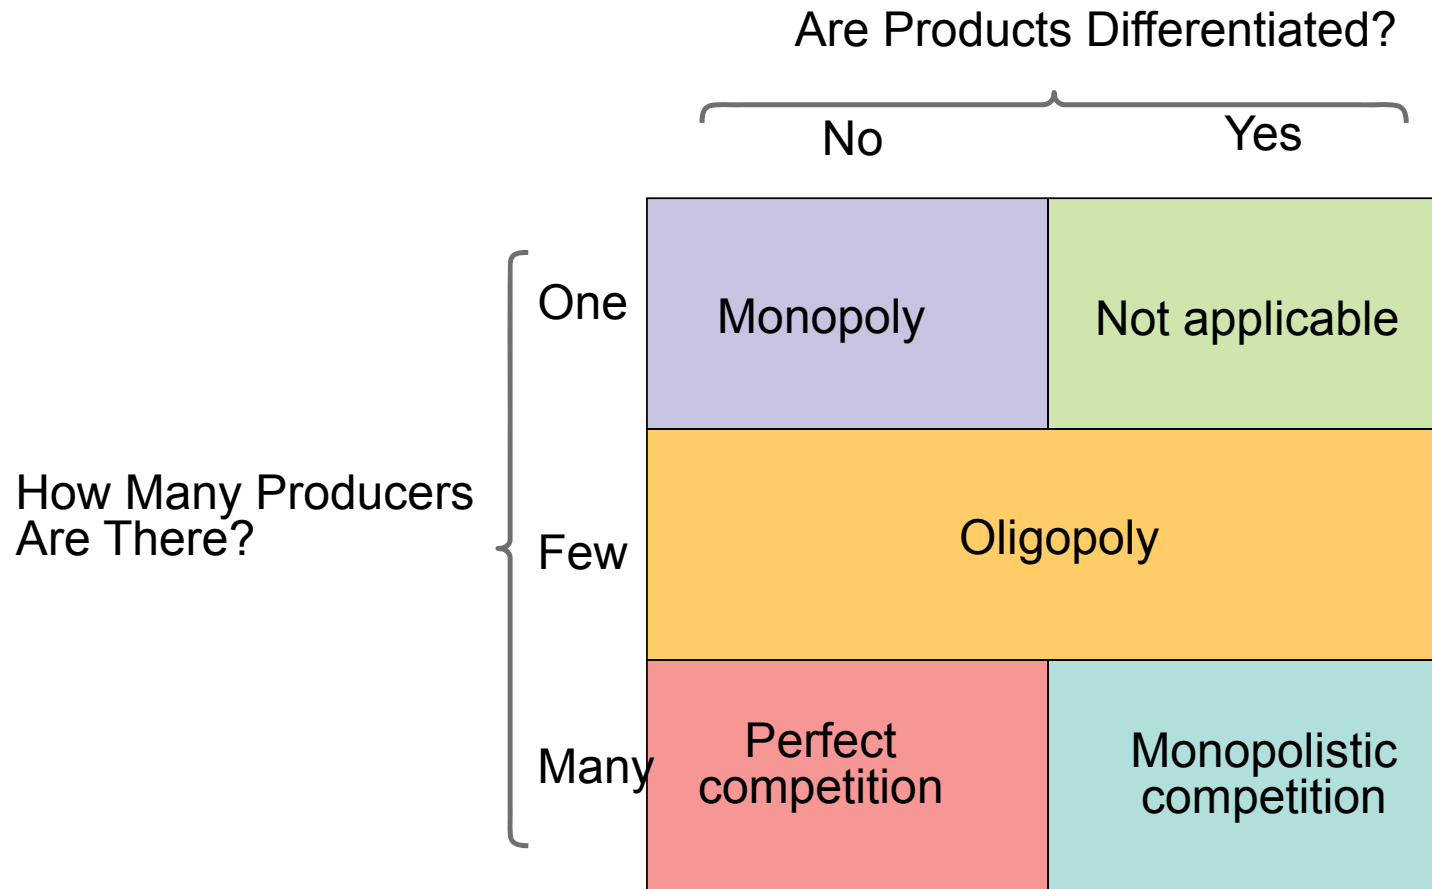 Are Products Differentiated?
No
Yes
One
Monopoly
Not applicable
How Many Producers
Are There?
Few
Oligopoly
Many
Perfect
competition
Monopolistic
competition